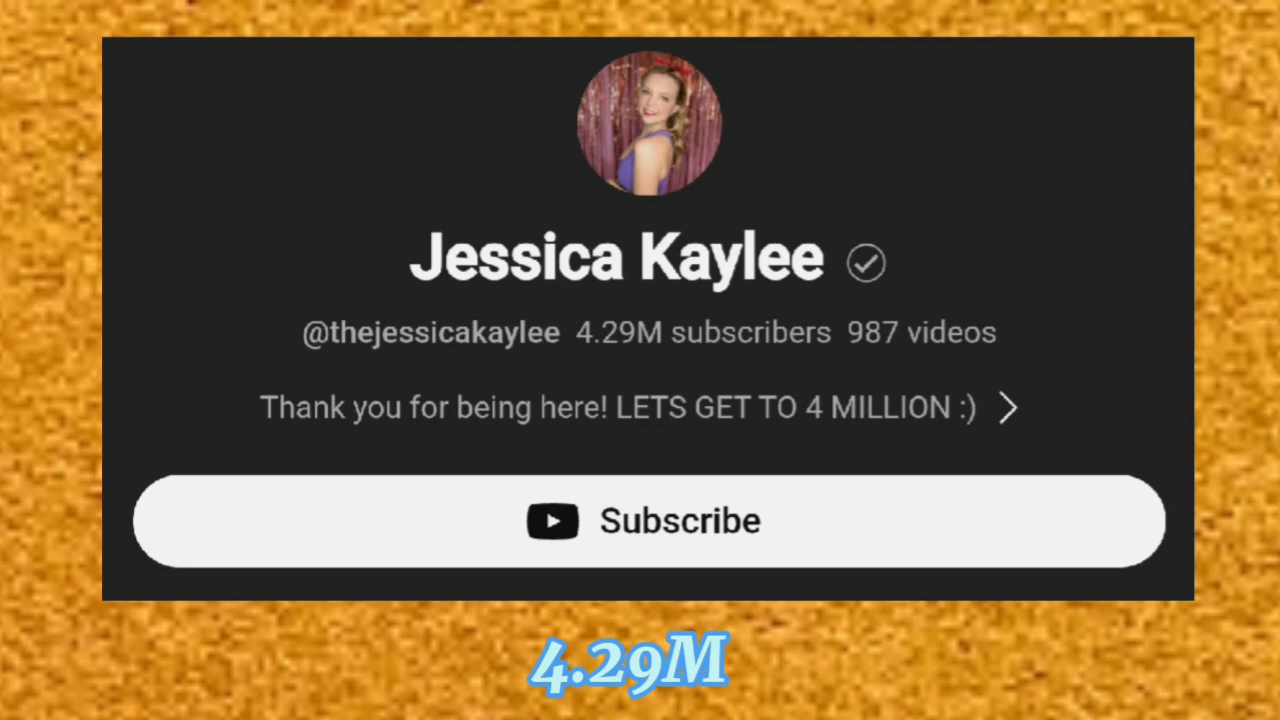 Jessica Kaylee
@thejessicakaylee 4.29M subscribers 987 videos
Thank you for being here! LETS GET TO 4 MILLION :)
Subscribe
4.29M